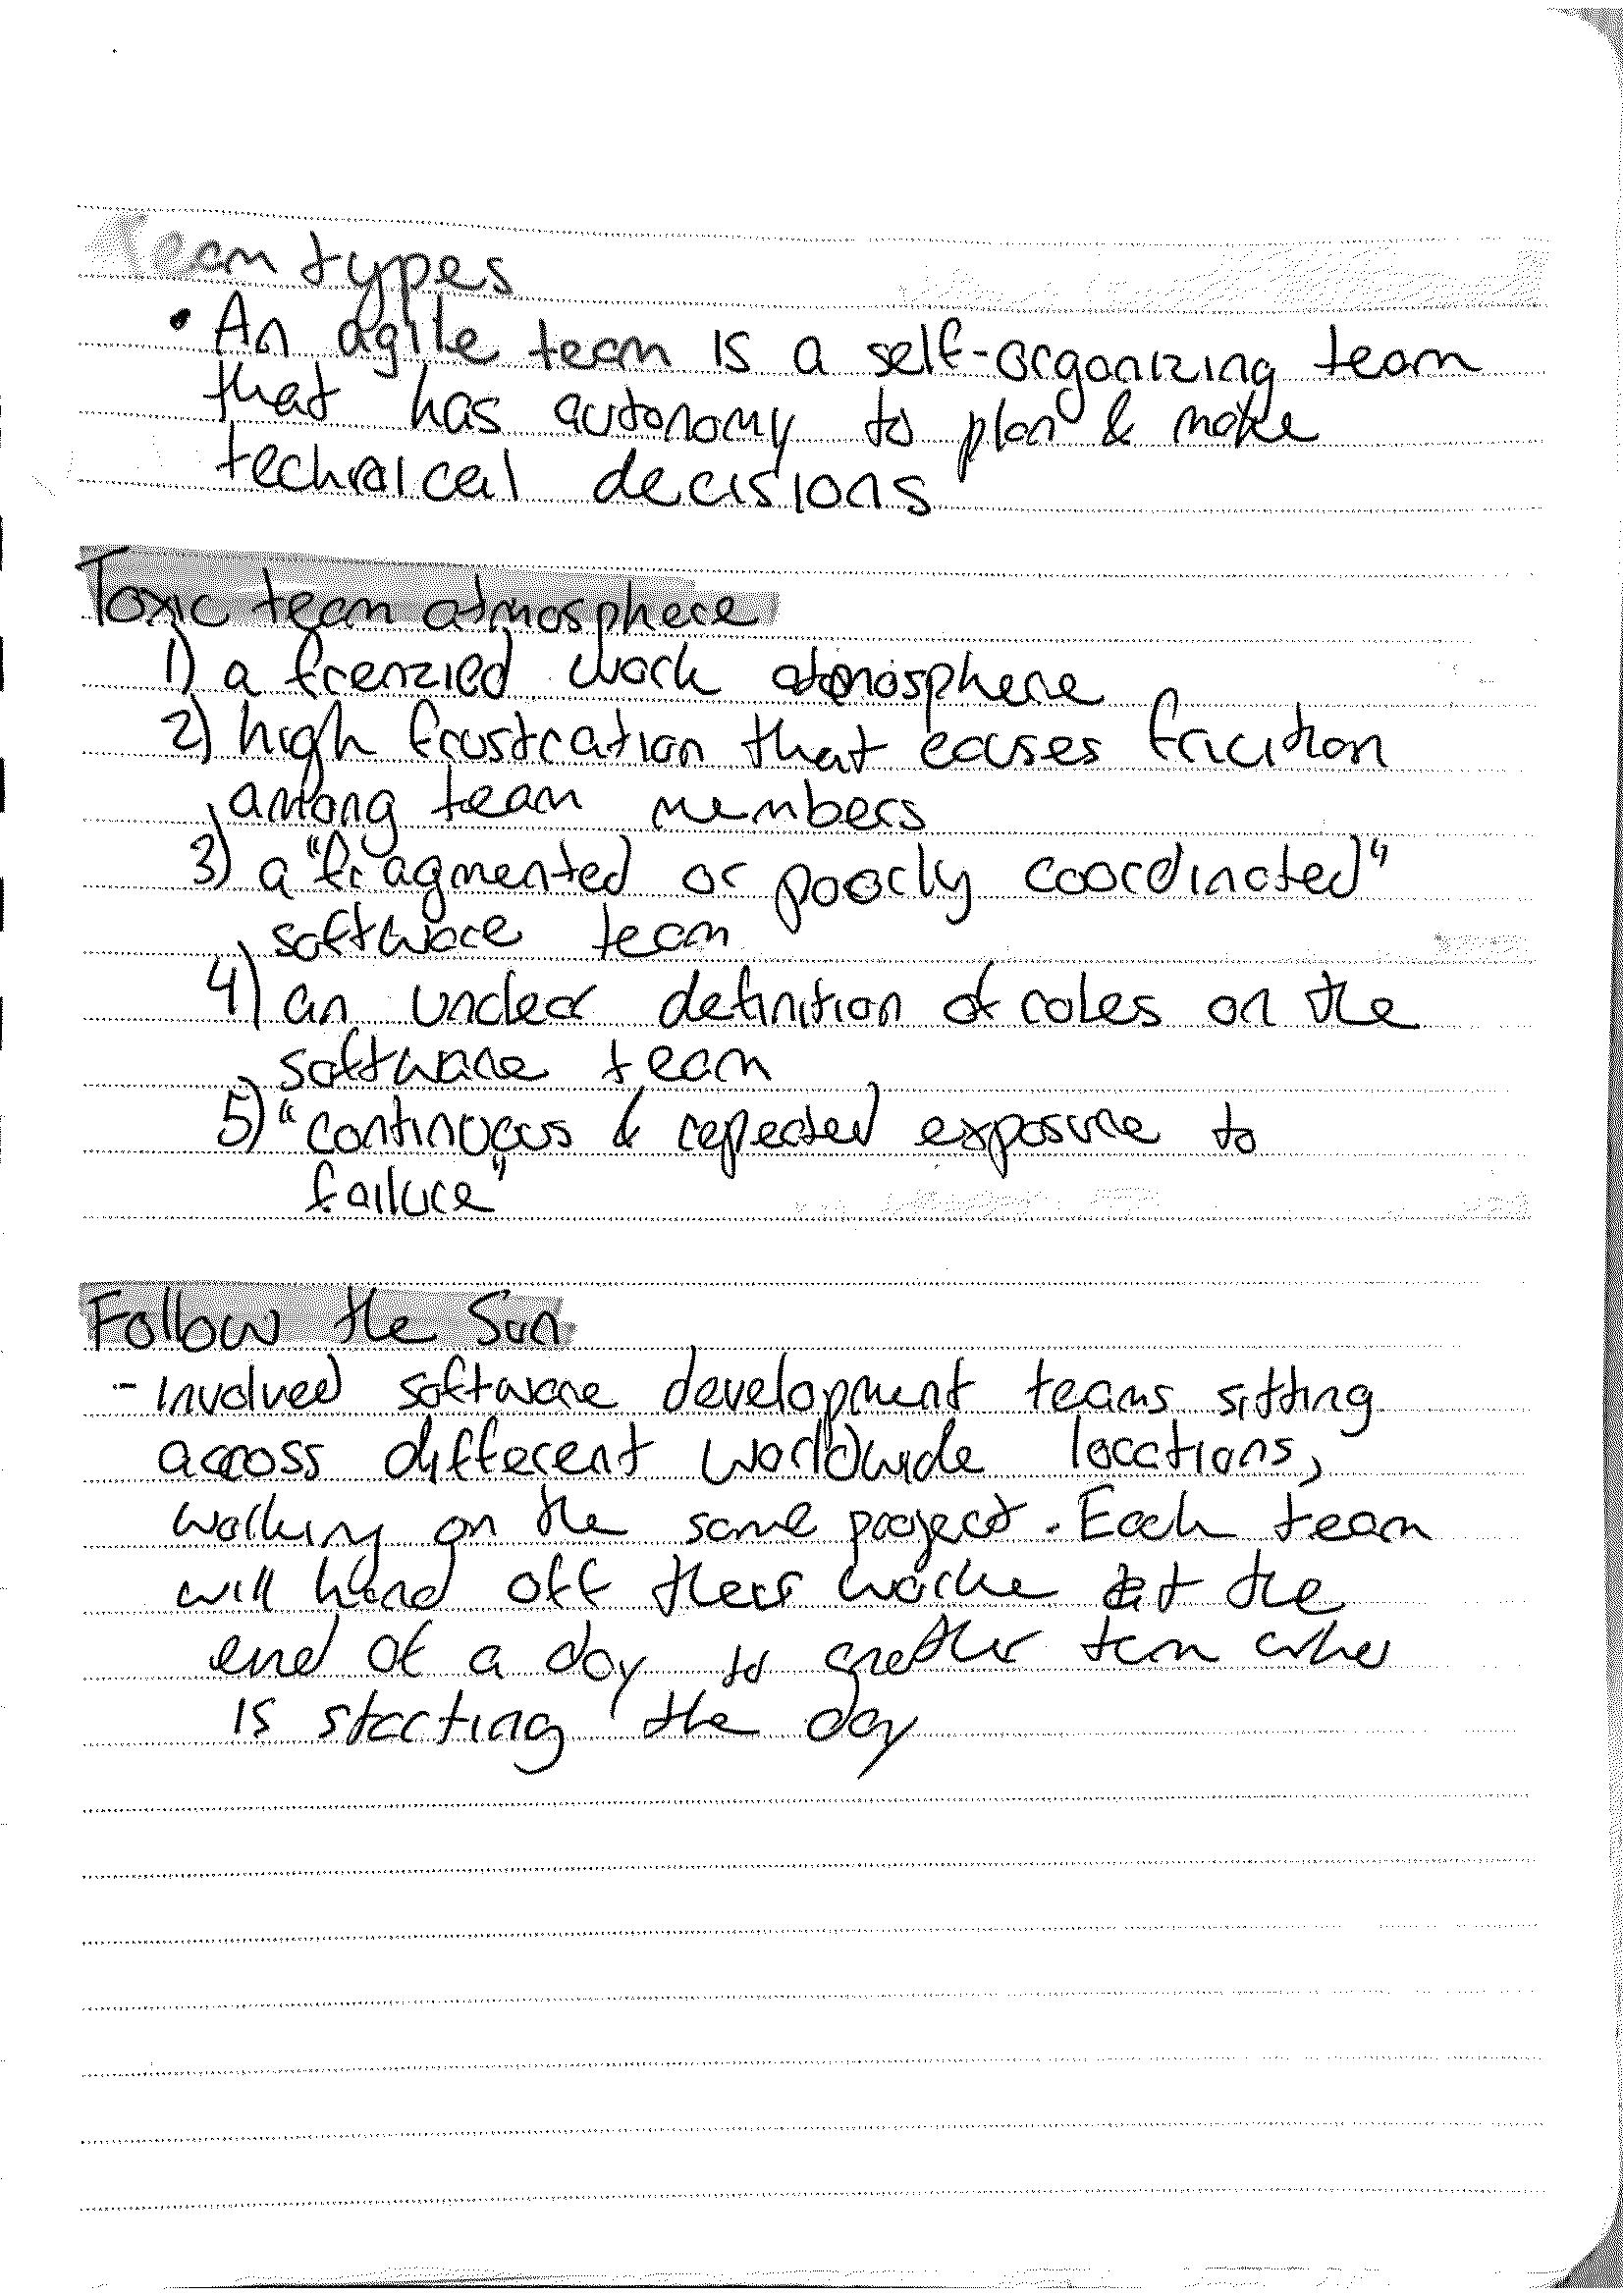 Team types
• An agile team is a self-organizing team
that has autonomy to plan & make
technical decisions
Toxic team atmosphere
1) a frenzied work atmosphere
2) high frustration that causes friction
among team members
3) a "fragmented or poorly coordinated"
software team
4) an unclear definition of roles on the
software team
5) "continuous & repeated exposure to
failure"
Follow the Sun
- involved software development teams sitting
across different worldwide locations,
working on the same project. Each team
will hand off their work at the
end of a day to another team who
is starting the day